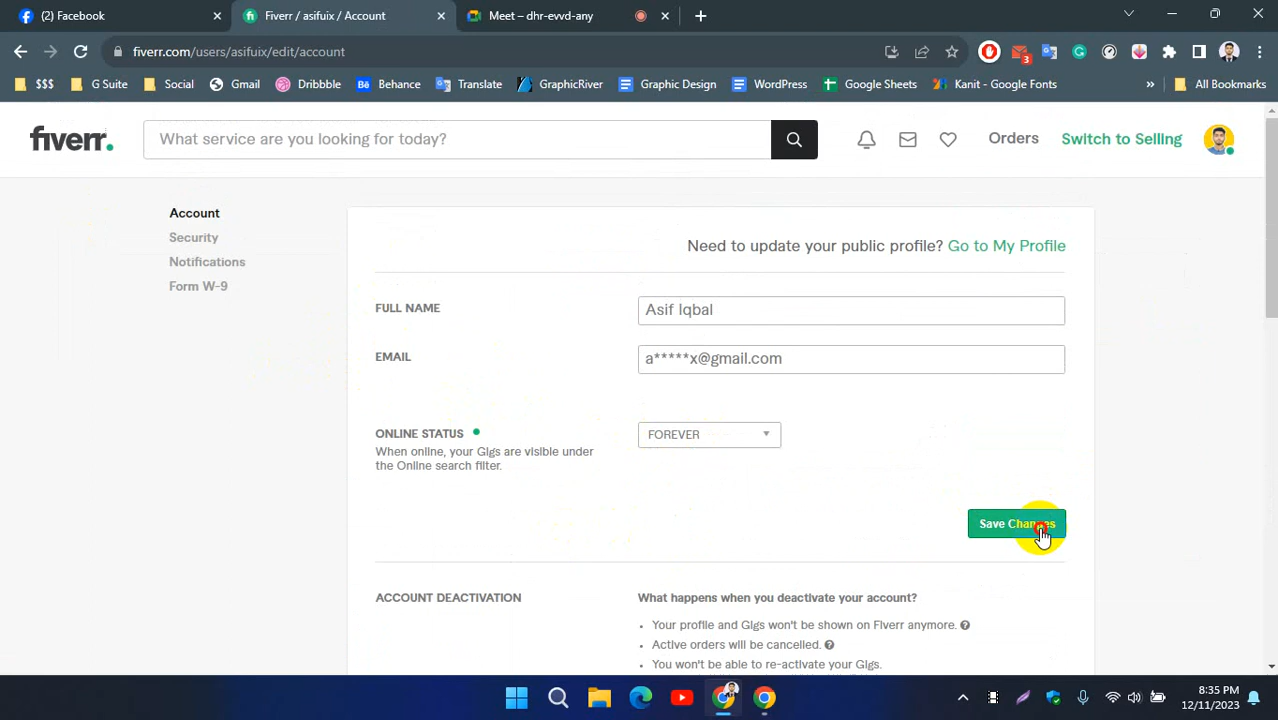 (2) Facebook
Fiverr / asifuix / Account
Meet – dhr-evvd-any
fiverr.com/users/asifuix/edit/account
3
$$$
G Suite
Social
Gmail
Dribbble
Bē Behance
Translate
GraphicRiver
Graphic Design
WordPress
Google Sheets
Kanit - Google Fonts
»
All Bookmarks
fiverr.
What service are you looking for today?
Orders
Switch to Selling
Account
Security
Notifications
Form W-9
Need to update your public profile? Go to My Profile
FULL NAME
Asif Iqbal
EMAIL
a*****x@gmail.com
ONLINE STATUS
FOREVER
When online, your Gigs are visible under
the Online search filter.
Save Changes
ACCOUNT DEACTIVATION
What happens when you deactivate your account?
• Your profile and Gigs won't be shown on Fiverr anymore.
• Active orders will be cancelled.
• You won't be able to re-activate your Gigs.
8:35 PM
12/11/2023